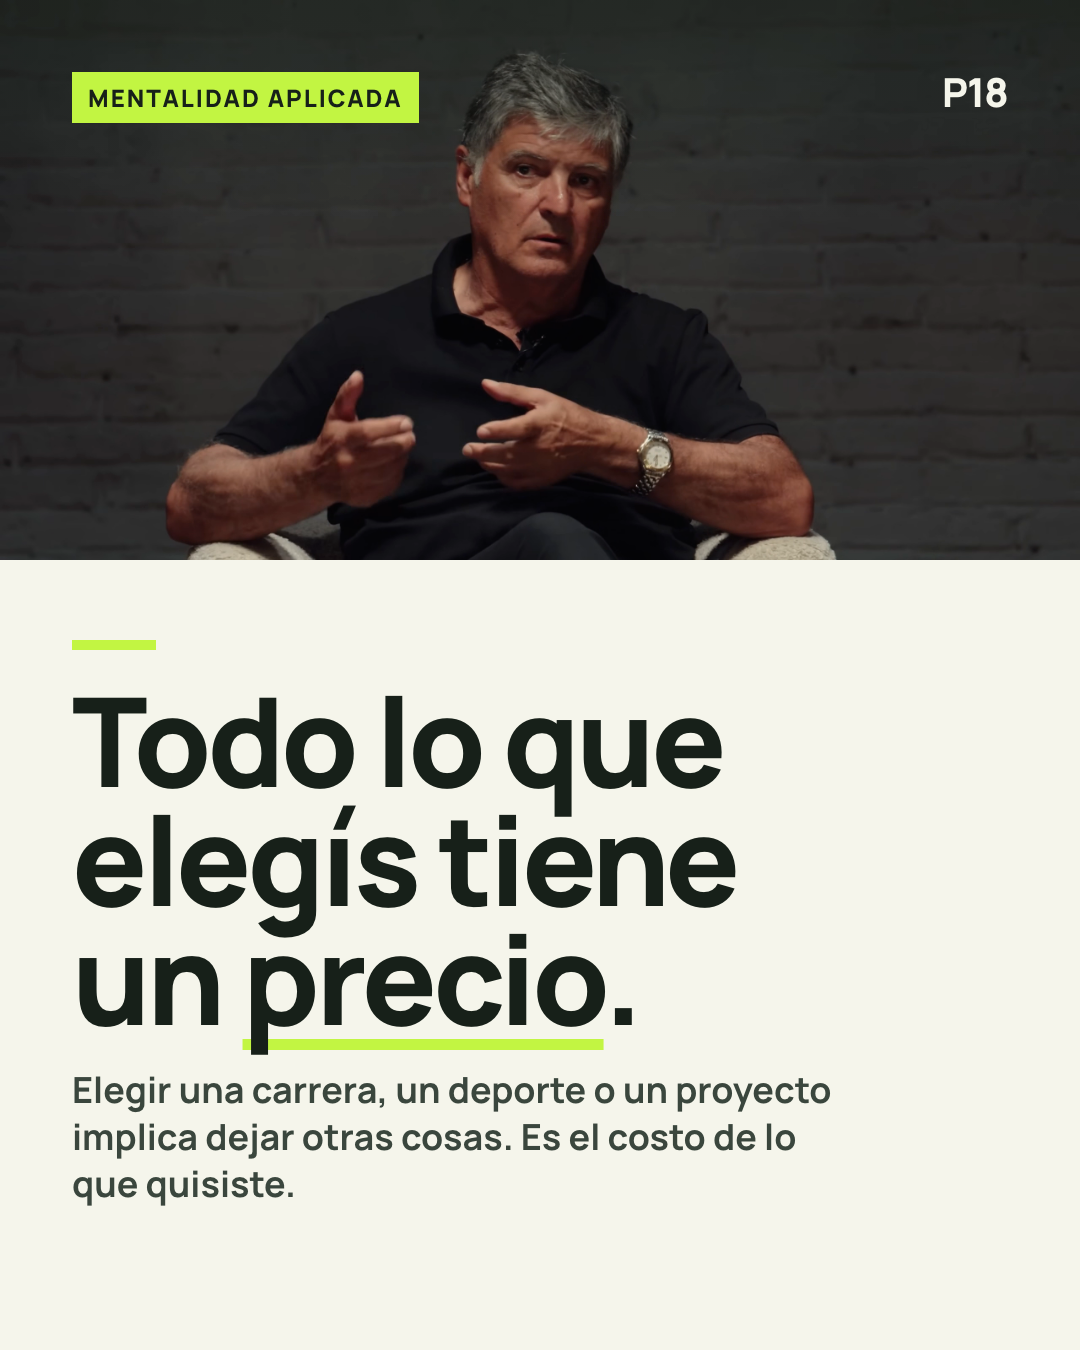 MENTALIDAD APLICADA
P18
Todo lo que
elegís tiene
un precio.
Elegir una carrera, un deporte o un proyecto
implica dejar otras cosas. Es el costo de lo
que quisiste.